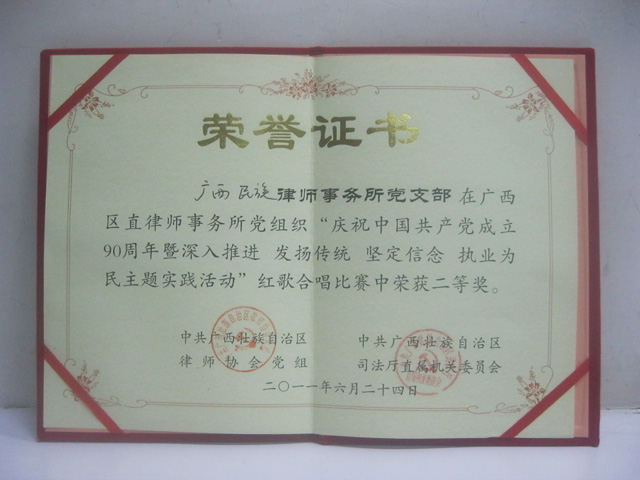 荣誉证书
广西民族律师事务所党支部在广西
区直律师事务所党组织“庆祝中国共产党成立
90周年暨深入推进 发扬传统 坚定信念 执业为
民主题实践活动”红歌合唱比赛中荣获二等奖。
中共广西壮族自治区
律师协会党组
中共广西壮族自治区
司法厅直属机关委员会
二〇一一年六月二十四日